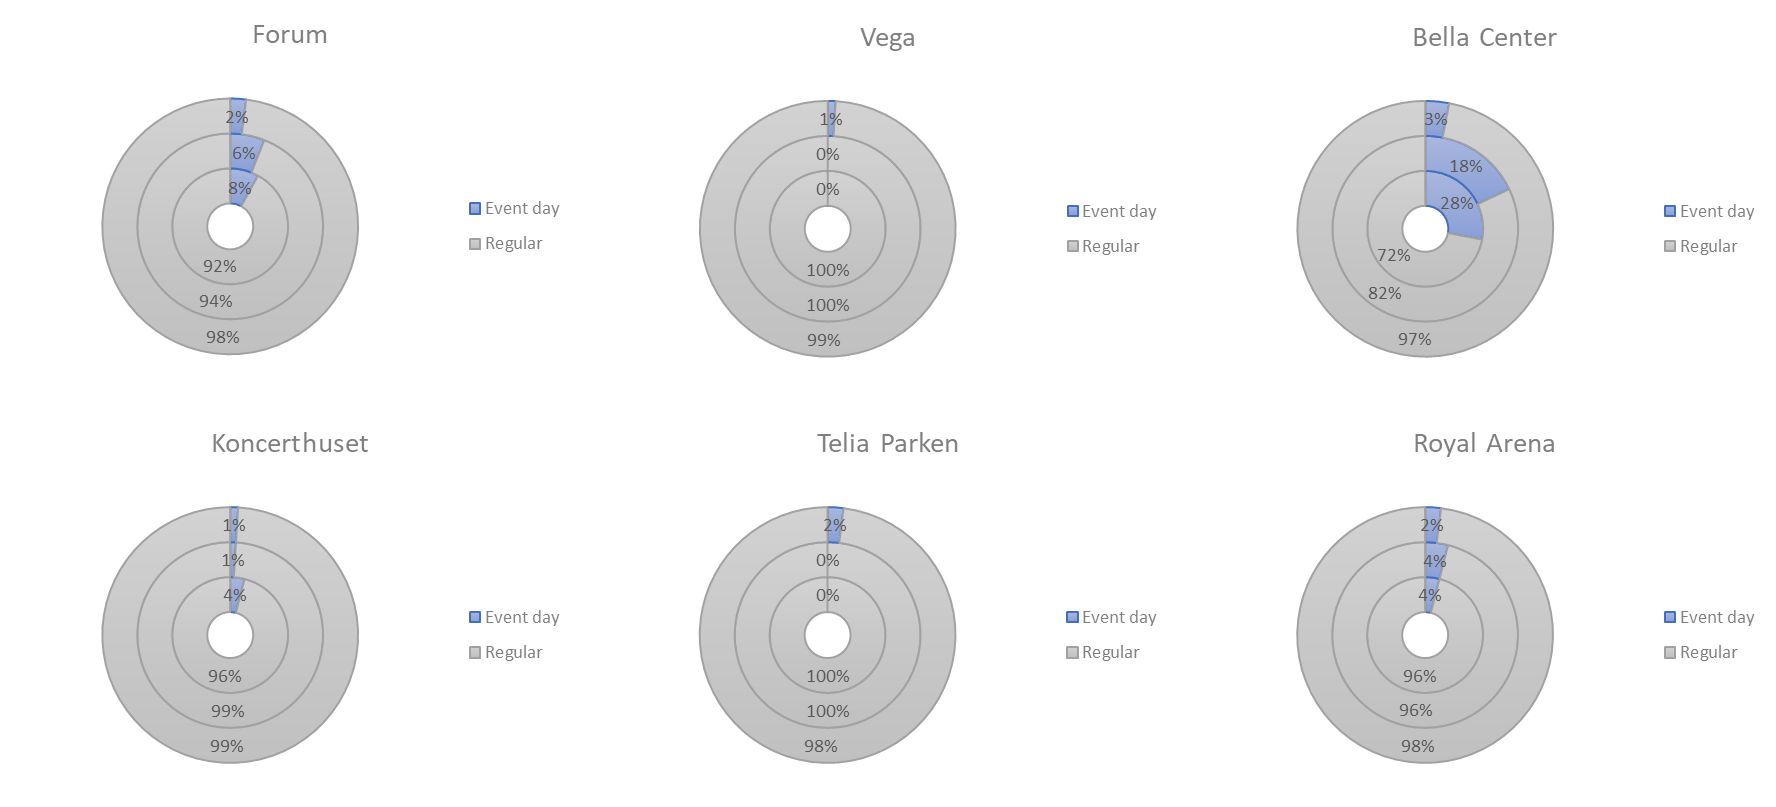 Forum
2%
6%
8%
92%
94%
98%
Event day
Regular
Vega
1%
0%
0%
100%
100%
99%
Event day
Regular
Bella Center
3%
18%
28%
72%
82%
97%
Event day
Regular
Koncerthuset
1%
1%
4%
96%
99%
99%
Event day
Regular
Telia Parken
2%
0%
0%
100%
100%
98%
Event day
Regular
Royal Arena
2%
4%
4%
96%
96%
98%
Event day
Regular